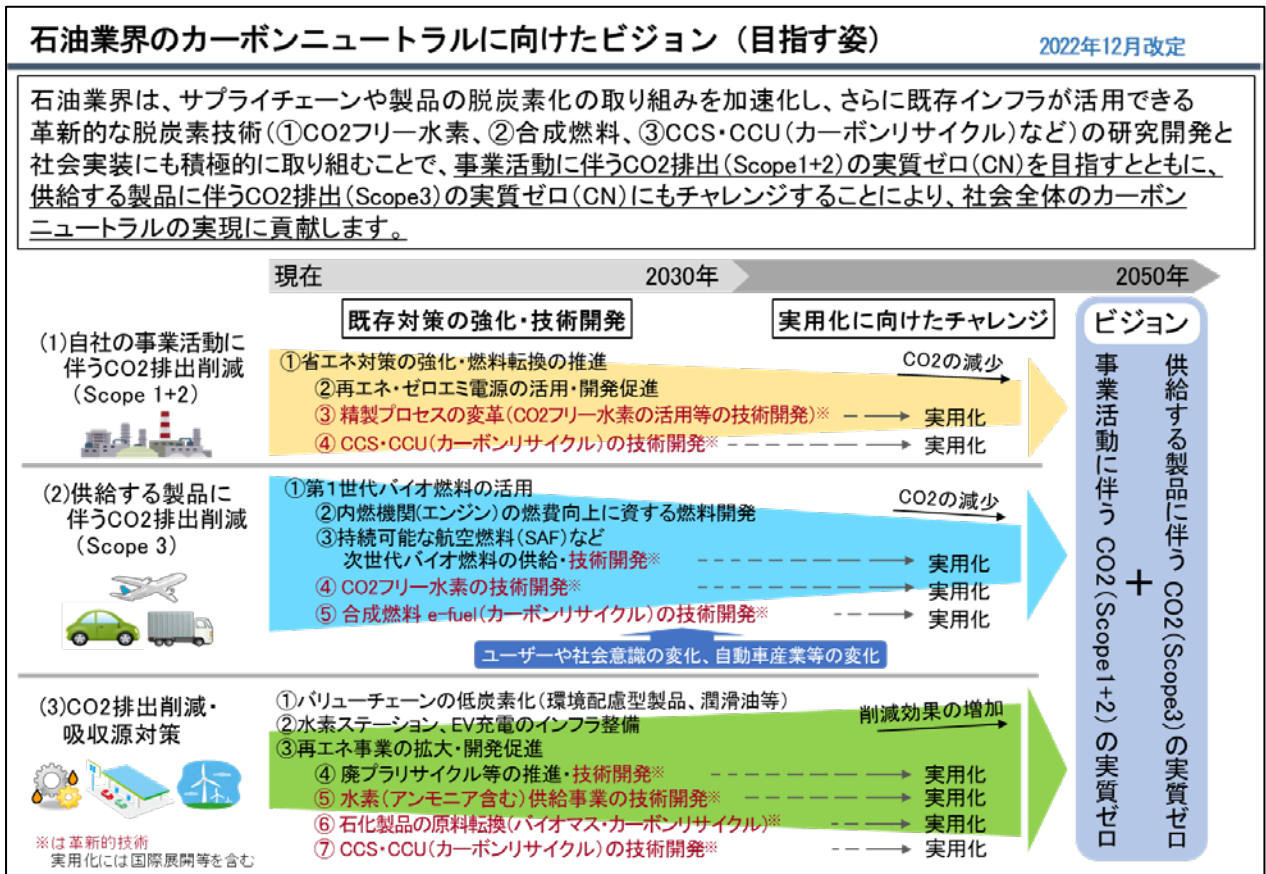 石油業界のカーボンニュートラルに向けたビジョン（目指す姿）
2022年12月改定
石油業界は、サプライチェーンや製品の脱炭素化の取り組みを加速化し、さらに既存インフラが活用できる
革新的な脱炭素技術（①CO2フリー水素、②合成燃料、③CCS・CCU（カーボンリサイクル）など）の研究開発と
社会実装にも積極的に取り組むことで、事業活動に伴うCO2排出（Scope1+2）の実質ゼロ（CN）を目指すとともに、
供給する製品に伴うCO2排出（Scope3）の実質ゼロ（CN）にもチャレンジすることにより、社会全体のカーボン
ニュートラルの実現に貢献します。
現在 2030年 2050年
既存対策の強化・技術開発
実用化に向けたチャレンジ
ビジョン
(1)自社の事業活動に
伴うCO2排出削減
(Scope 1+2)
①省エネ対策の強化・燃料転換の推進
CO2の減少
②再エネ・ゼロエミ電源の活用・開発促進
③ 精製プロセスの変革（CO2フリー水素の活用等の技術開発）※ 実用化
④ CCS・CCU（カーボンリサイクル）の技術開発※ 実用化
(2)供給する製品に
伴うCO2排出削減
(Scope 3)
①第1世代バイオ燃料の活用
CO2の減少
②内燃機関(エンジン)の燃費向上に資する燃料開発
③持続可能な航空燃料(SAF)など
次世代バイオ燃料の供給・技術開発※ 実用化
④ CO2フリー水素の技術開発※ 実用化
⑤ 合成燃料 e-fuel(カーボンリサイクル)の技術開発※ 実用化
ユーザーや社会意識の変化、自動車産業等の変化
(3)CO2排出削減・
吸収源対策
①バリューチェーンの低炭素化（環境配慮型製品、潤滑油等）
削減効果の増加
②水素ステーション、EV充電のインフラ整備
③再エネ事業の拡大・開発促進
④ 廃プラリサイクル等の推進・技術開発※ 実用化
⑤ 水素（アンモニア含む）供給事業の技術開発※ 実用化
⑥ 石化製品の原料転換（バイオマス・カーボンリサイクル）※ 実用化
⑦ CCS・CCU（カーボンリサイクル）の技術開発※ 実用化
※は革新的技術
実用化には国際展開等を含む
供給する製品に伴う CO2(Scope3)の実質ゼロ
+
事業活動に伴う CO2(Scope1+2)の実質ゼロ